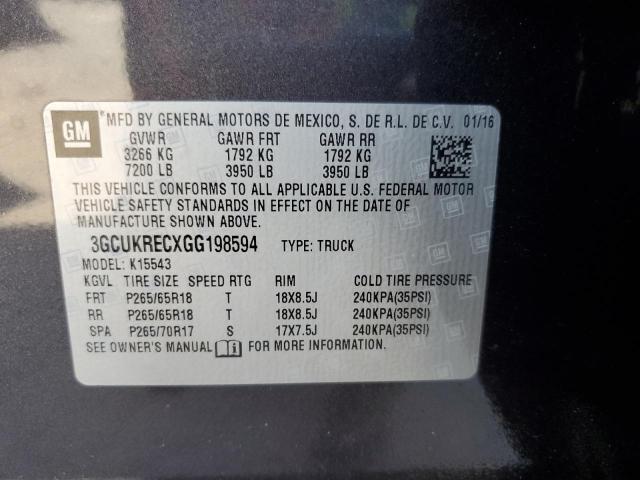 GM
*MFD BY GENERAL MOTORS DE MEXICO, S. DE R.L. DE C.V. 01/16
GVWR GAWR FRT GAWR RR
3266 KG 1792 KG 1792 KG
7200 LB 3950 LB 3950 LB
THIS VEHICLE CONFORMS TO ALL APPLICABLE U.S. FEDERAL MOTOR
VEHICLE SAFETY STANDARDS IN EFFECT ON THE DATE OF
MANUFACTURE SHOWN ABOVE.
3GCUKRECXGG198594 TYPE: TRUCK
MODEL: K15543
KGVL TIRE SIZE SPEED RTG RIM COLD TIRE PRESSURE
FRT P265/65R18 T 18X8.5J 240KPA(35PSI)
RR P265/65R18 T 18X8.5J 240KPA(35PSI)
SPA P265/70R17 S 17X7.5J 240KPA(35PSI)
SEE OWNER'S MANUAL FOR MORE INFORMATION.